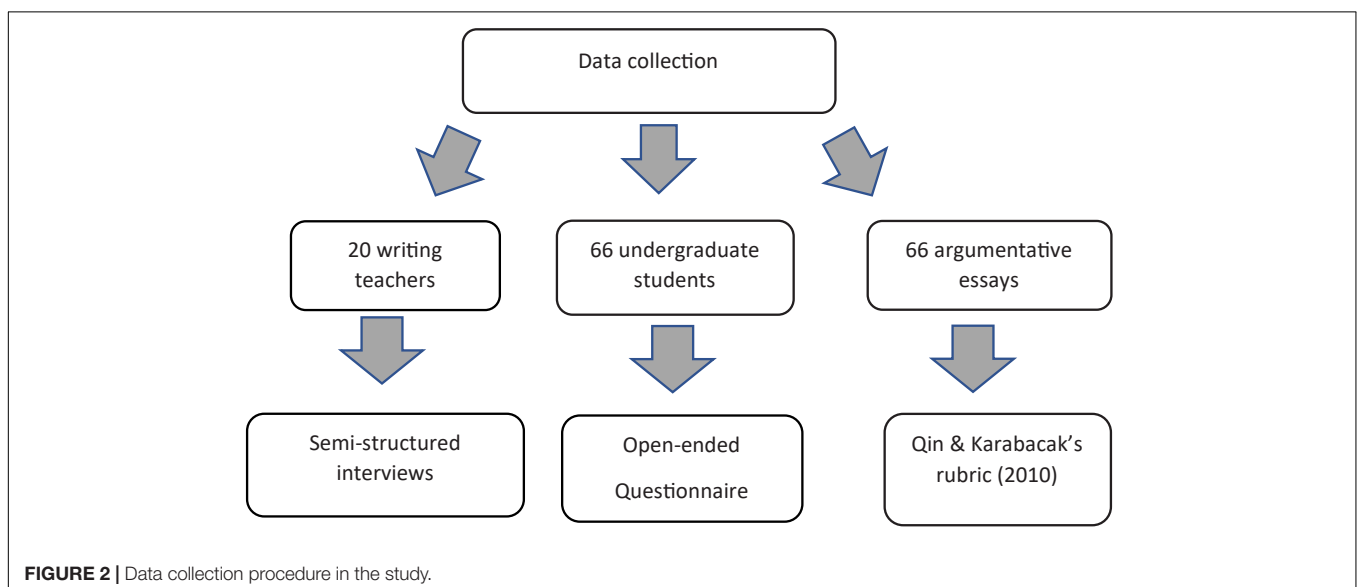 Data collection
20 writing
teachers
66 undergraduate
students
66 argumentative
essays
Semi-structured
interviews
Open-ended
Questionnaire
Qin & Karabacak's
rubric (2010)
FIGURE 2 | Data collection procedure in the study.